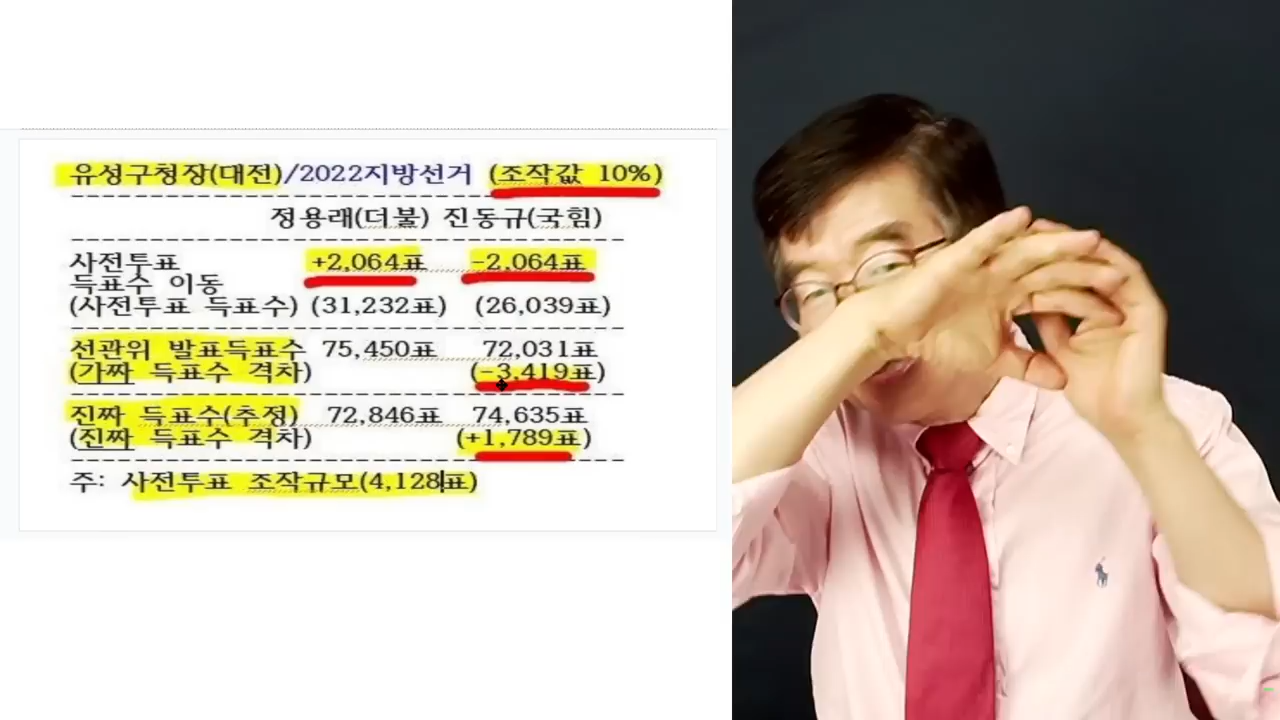 유성구청장(대전)/2022지방선거 (조작값 10%)
정용래(더불) 진동규(국힘)
사전투표 +2,064표 -2,064표
득표수 이동
(사전투표 득표수) (31,232표) (26,039표)
선관위 발표득표수 75,450표 72,031표
(가짜 득표수 격차) (-3,419표)
진짜 득표수(추정) 72,846표 74,635표
(진짜 득표수 격차) (+1,789표)
주: 사전투표 조작규모(4,128표)